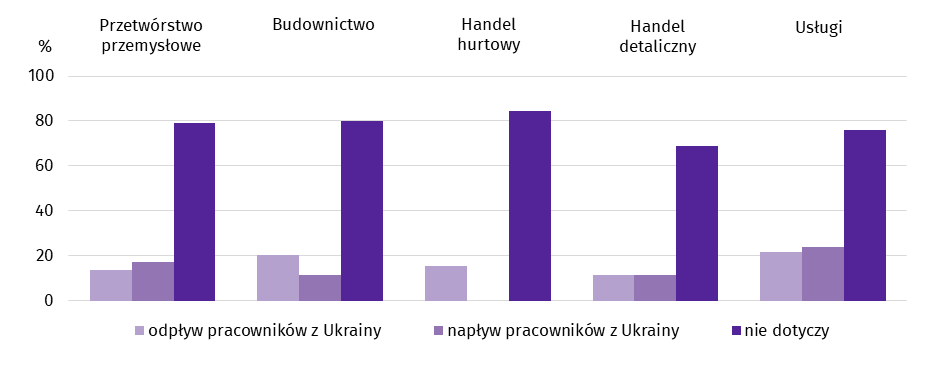 Przetwórstwo
przemysłowe
Budownictwo
Handel
hurtowy
Handel
detaliczny
Usługi
%
100
80
60
40
20
0
odpływ pracowników z Ukrainy
napływ pracowników z Ukrainy
nie dotyczy